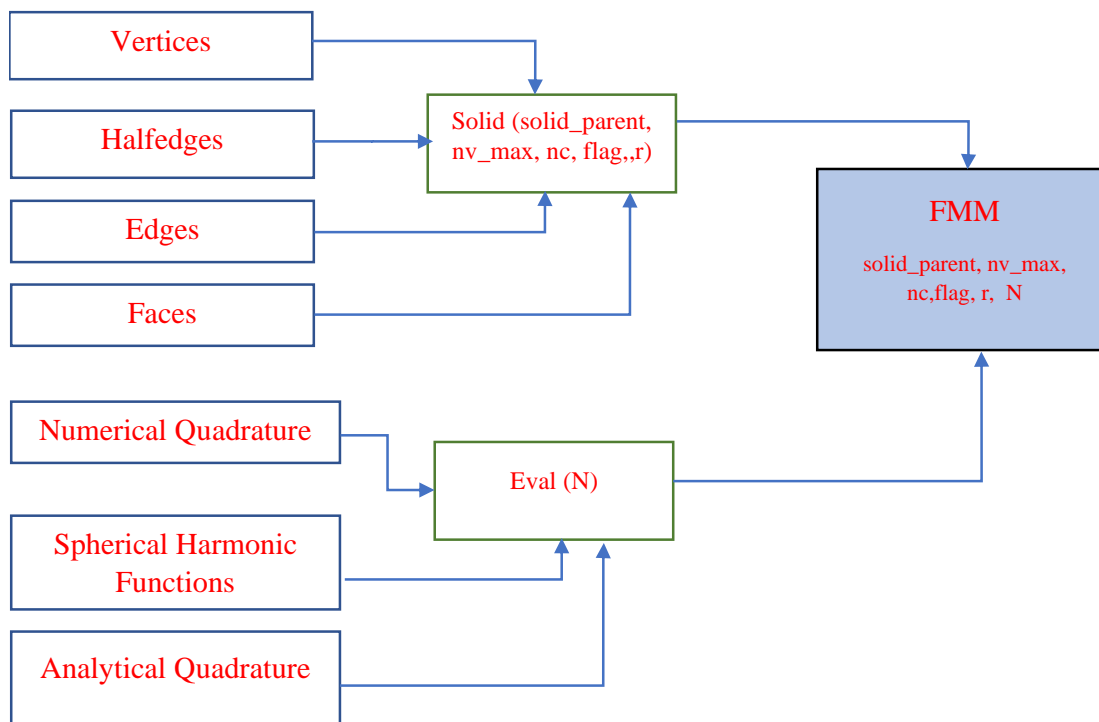 Vertices
Halfedges
Edges
Faces
Solid (solid_parent,
nv_max, nc, flag,,r)
FMM
solid_parent, nv_max,
nc,flag, r, N
Numerical Quadrature
Spherical Harmonic
Functions
Analytical Quadrature
Eval (N)